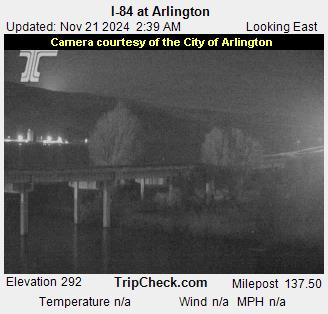 I-84 at Arlington
Updated: Nov 21 2024 2:39 AM Looking East
Camera courtesy of the City of Arlington
Elevation 292 TripCheck.com Milepost 137.50
Temperature n/a Wind n/a MPH n/a